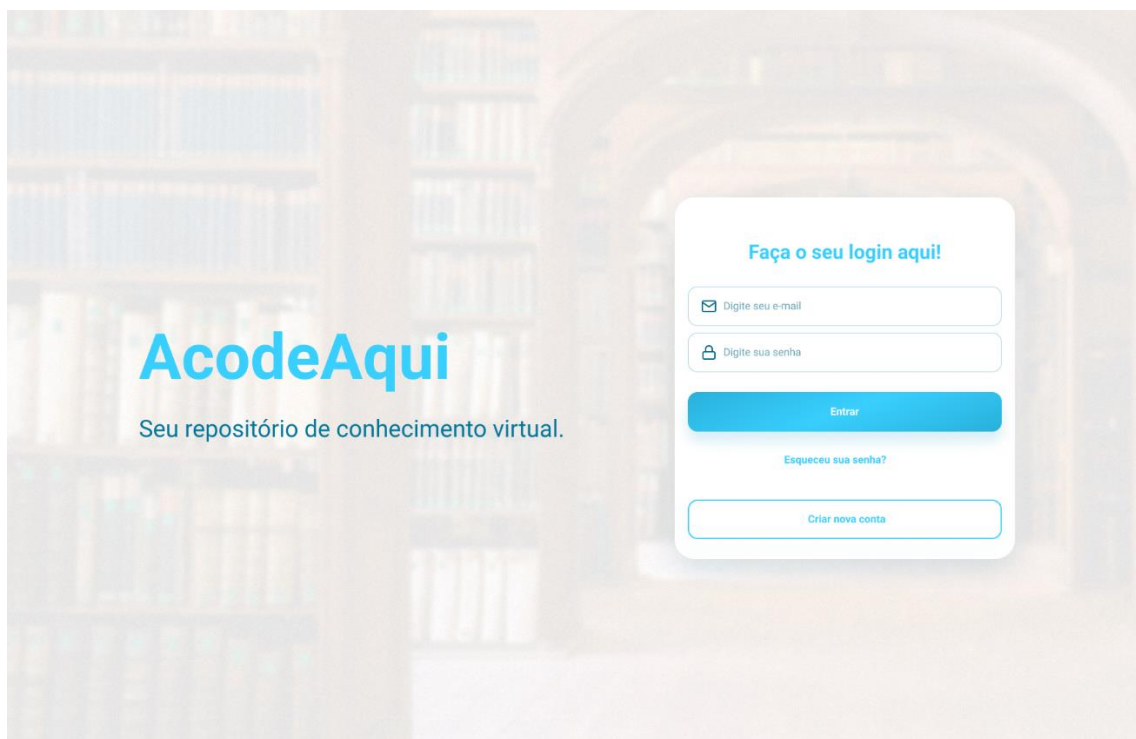 AcodeAqui
Seu repositório de conhecimento virtual.
Faça o seu login aqui!
Digite seu e-mail
Digite sua senha
Entrar
Esqueceu sua senha?
Criar nova conta